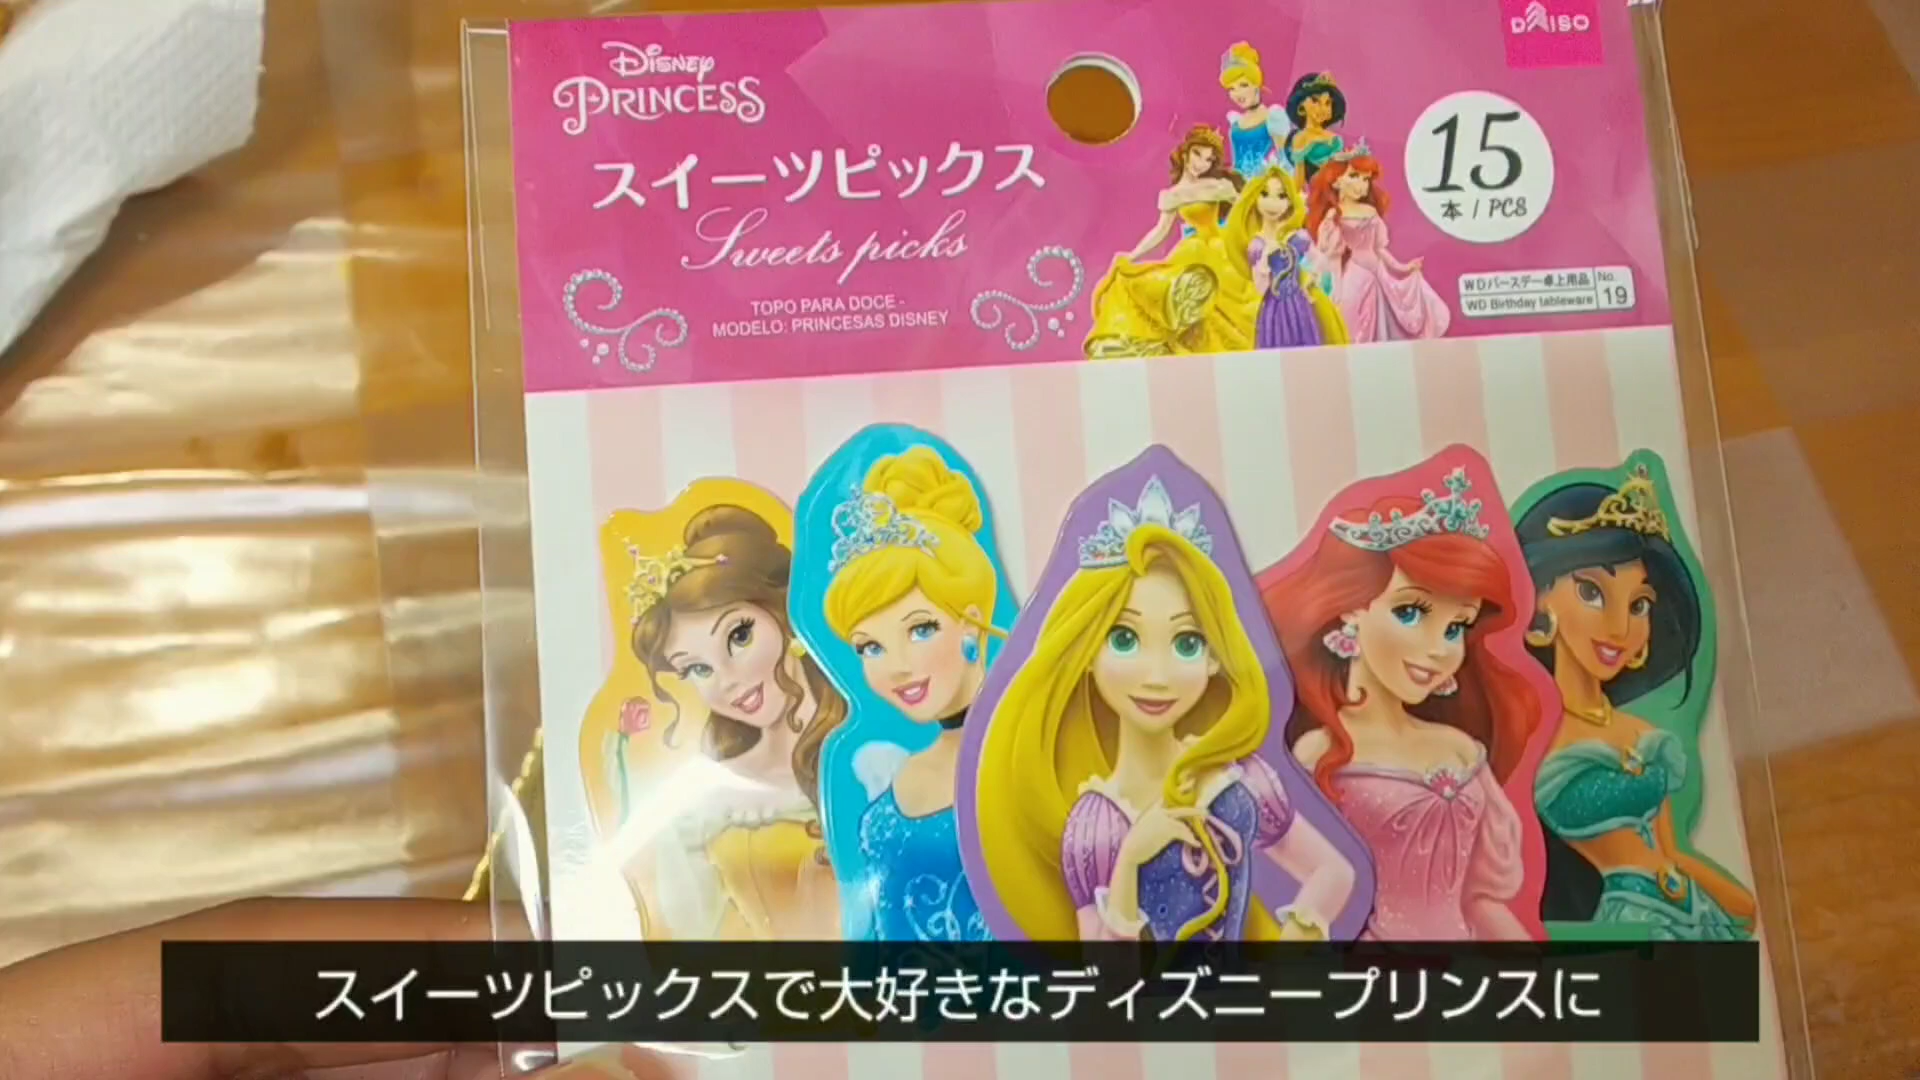 DAISO
Disney
PRINCESS
スイーツピックス
Sweets picks
TOPO PARA DOCE -
MODELO: PRINCESAS DISNEY
15
本 / PCS
WDバースデー卓上用品
WD Birthday tableware
No.
19
スイーツピックスで大好きなディズニープリンスに